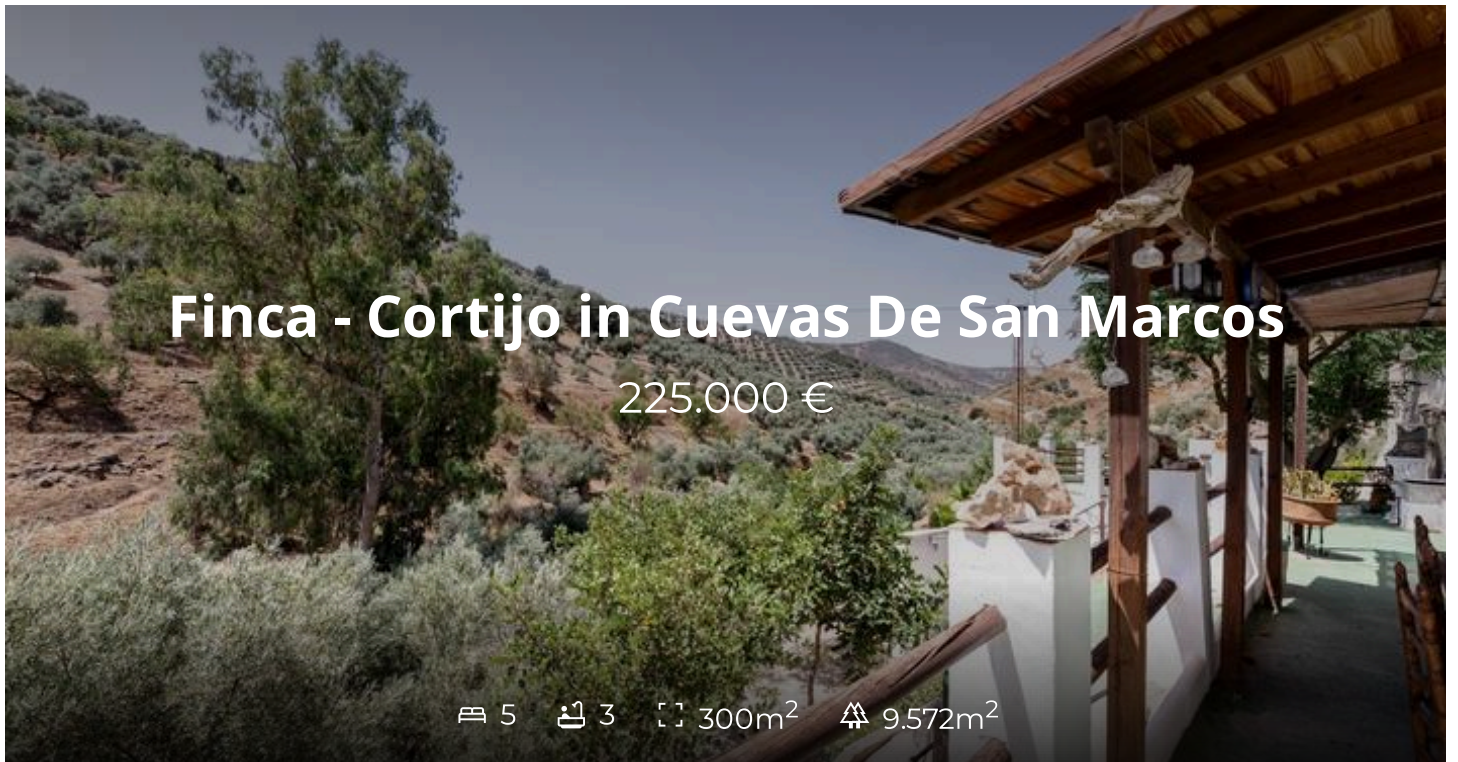 Finca - Cortijo in Cuevas De San Marcos
225.000 €
5 3 300m² 9.572m²